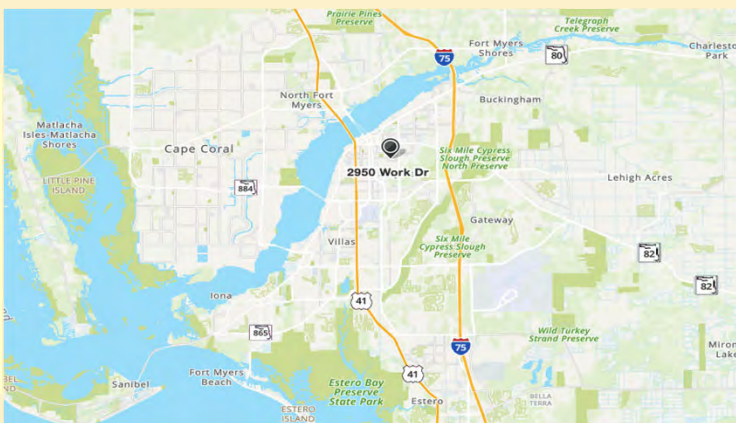 Prairie Pines
Preserve
Telegraph
Creek Preserve
Fort Myers
Shores
Charlesto
Park
80
75
North Fort
Myers
Buckingham
Matlacha
Isles-Matlacha
Shores
Cape Coral
2950 Work Dr
Six Mile Cypress
Slough Preserve
North Preserve
LITTLE PINE
ISLAND
884
Lehigh Acres
Gateway
Villas
Six Mile
Cypress Slough
Preserve
82
82
Iona
41
865
Wild Turkey
Strand Preserve
75
Miron
Lake
Fort Myers
Beach
41
Sanibel
Estero Bay
Preserve
State Park
BELLA
TERRA
Estero
ESTERO
ISLAND